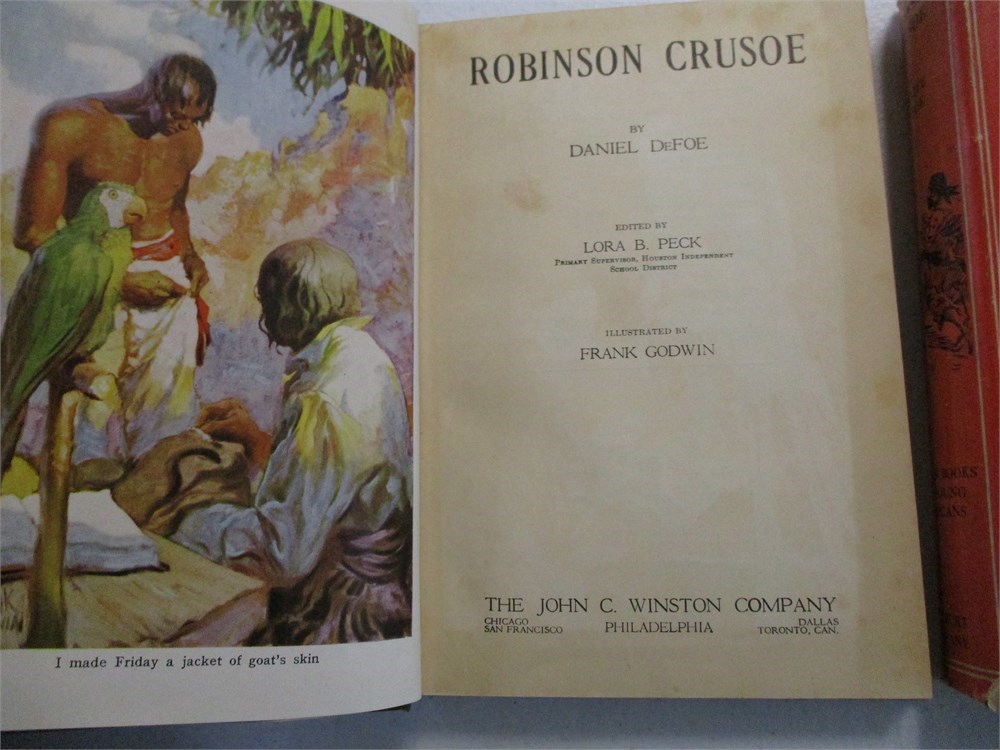 I made Friday a jacket of goat's skin
ROBINSON CRUSOE
BY
DANIEL DeFOE
EDITED BY
LORA B. PECK
PRIMARY SUPERVISOR, HOUSTON INDEPENDENT
SCHOOL DISTRICT
ILLUSTRATED BY
FRANK GODWIN
THE JOHN C. WINSTON COMPANY
CHICAGO
SAN FRANCISCO
PHILADELPHIA
DALLAS
TORONTO, CAN.
BOOKS